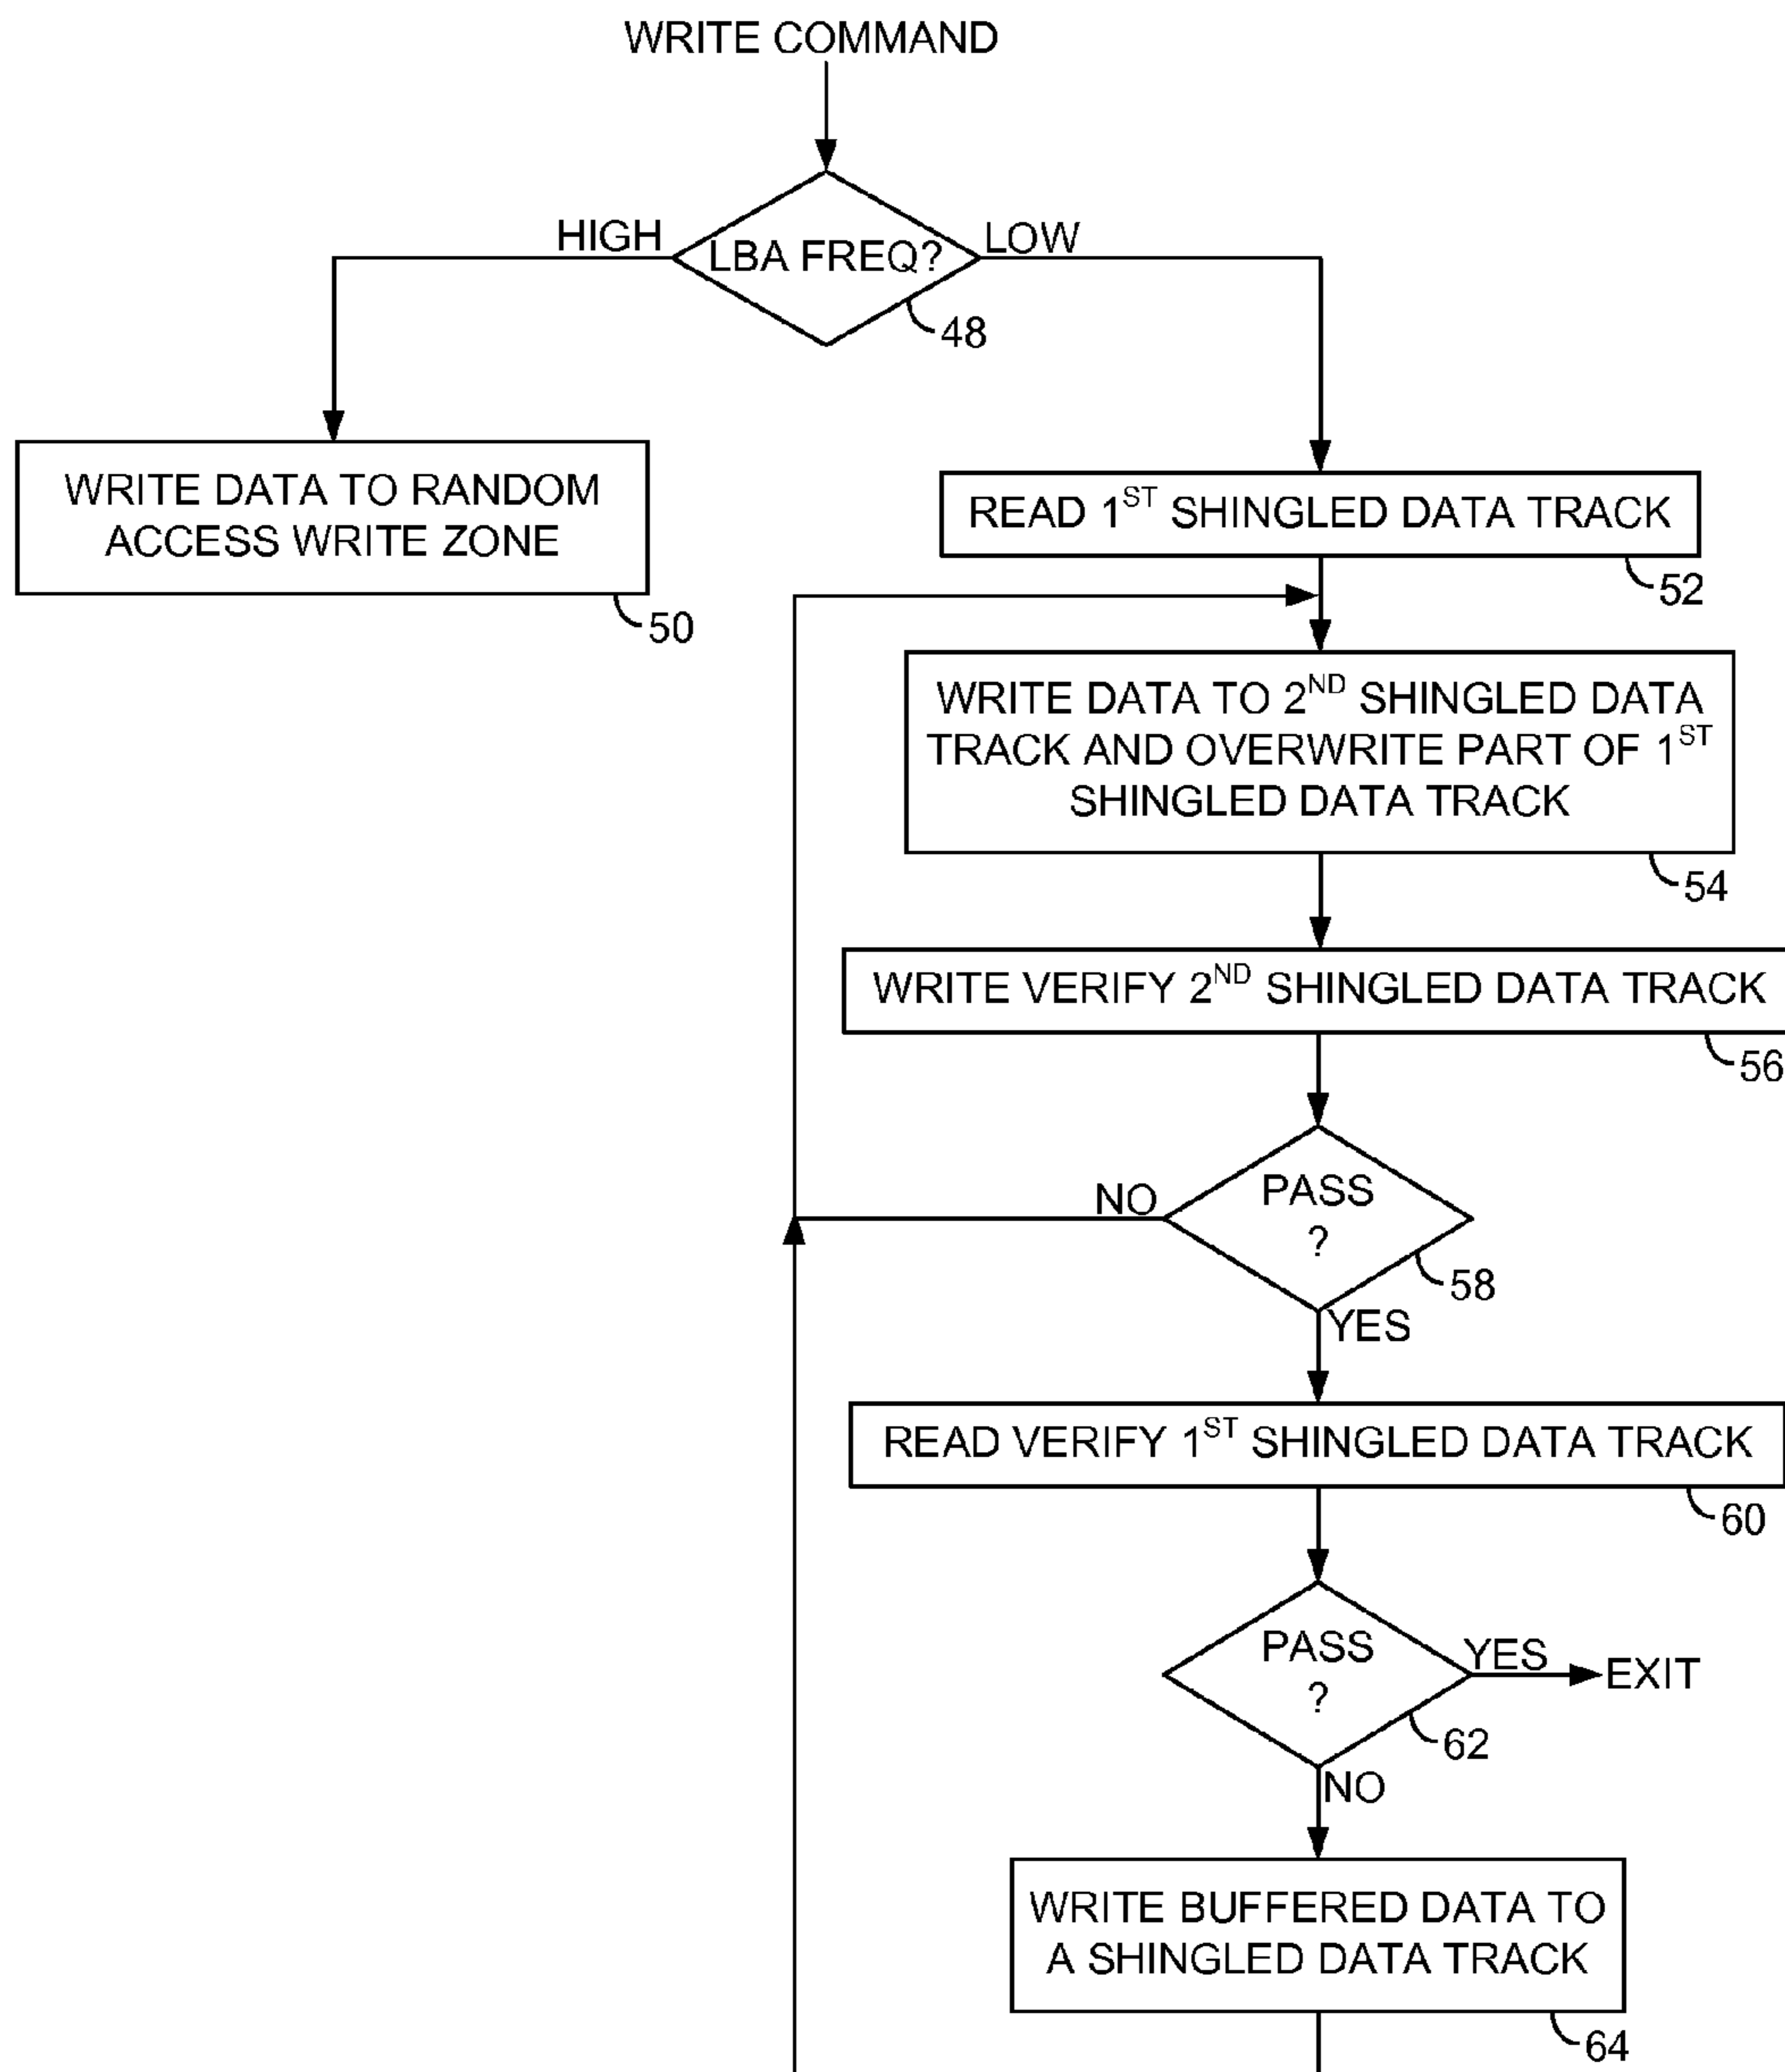 WRITE COMMAND
HIGH
LBA FREQ?
LOW
48
WRITE DATA TO RANDOM
ACCESS WRITE ZONE
50
READ 1ST SHINGLED DATA TRACK
52
WRITE DATA TO 2ND SHINGLED DATA
TRACK AND OVERWRITE PART OF 1ST
SHINGLED DATA TRACK
54
WRITE VERIFY 2ND SHINGLED DATA TRACK
56
NO
PASS
?
58
YES
READ VERIFY 1ST SHINGLED DATA TRACK
60
PASS
?
YES
EXIT
62
NO
WRITE BUFFERED DATA TO
A SHINGLED DATA TRACK
64